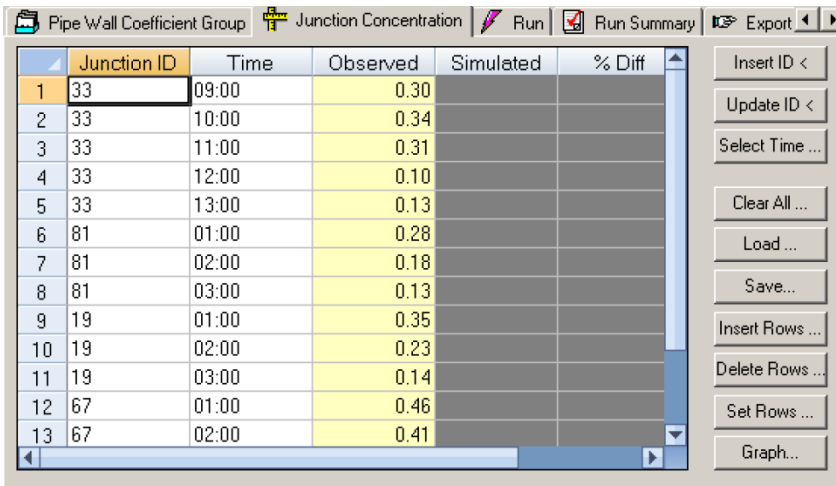 Pipe Wall Coefficient Group Junction Concentration Run Run Summary Export
Junction ID Time Observed Simulated % Diff
1 33 09:00 0.30
2 33 10:00 0.34
3 33 11:00 0.31
4 33 12:00 0.10
5 33 13:00 0.13
6 81 01:00 0.28
7 81 02:00 0.18
8 81 03:00 0.13
9 19 01:00 0.35
10 19 02:00 0.23
11 19 03:00 0.14
12 67 01:00 0.46
13 67 02:00 0.41
Insert ID <
Update ID <
Select Time ...
Clear All ...
Load ...
Save...
Insert Rows ...
Delete Rows ...
Set Rows ...
Graph...